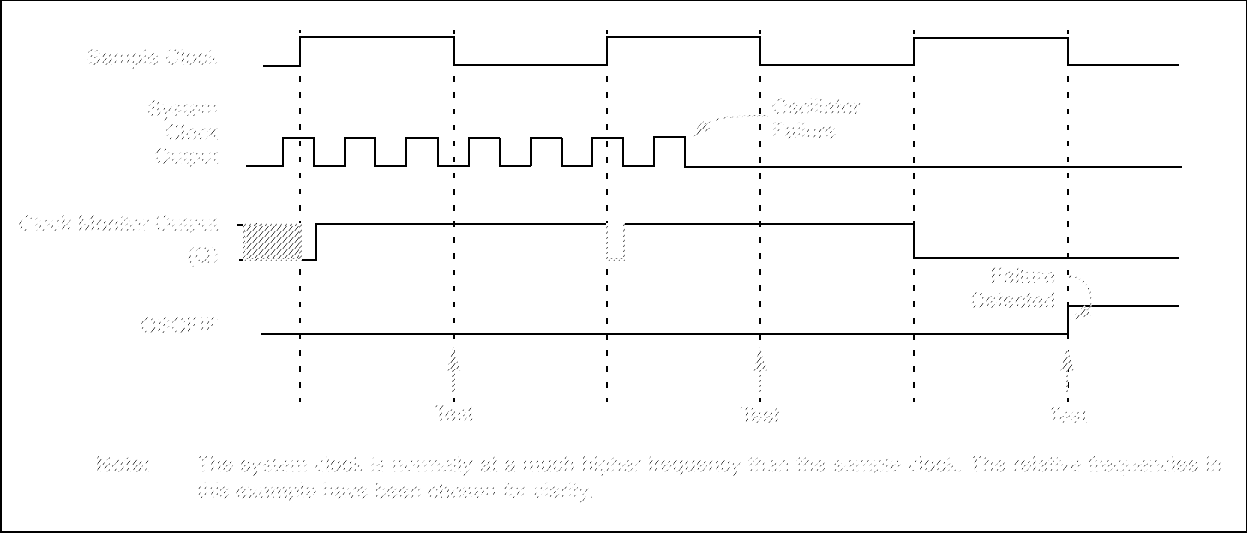 Sample Clock
System
Clock
Output
Oscillator
Failure
Clock Monitor Output
(Q)
Failure
Detected
OSCFIF
Test Test Test
Note: The system clock is normally at a much higher frequency than the sample clock. The relative frequencies in
this example have been chosen for clarity.